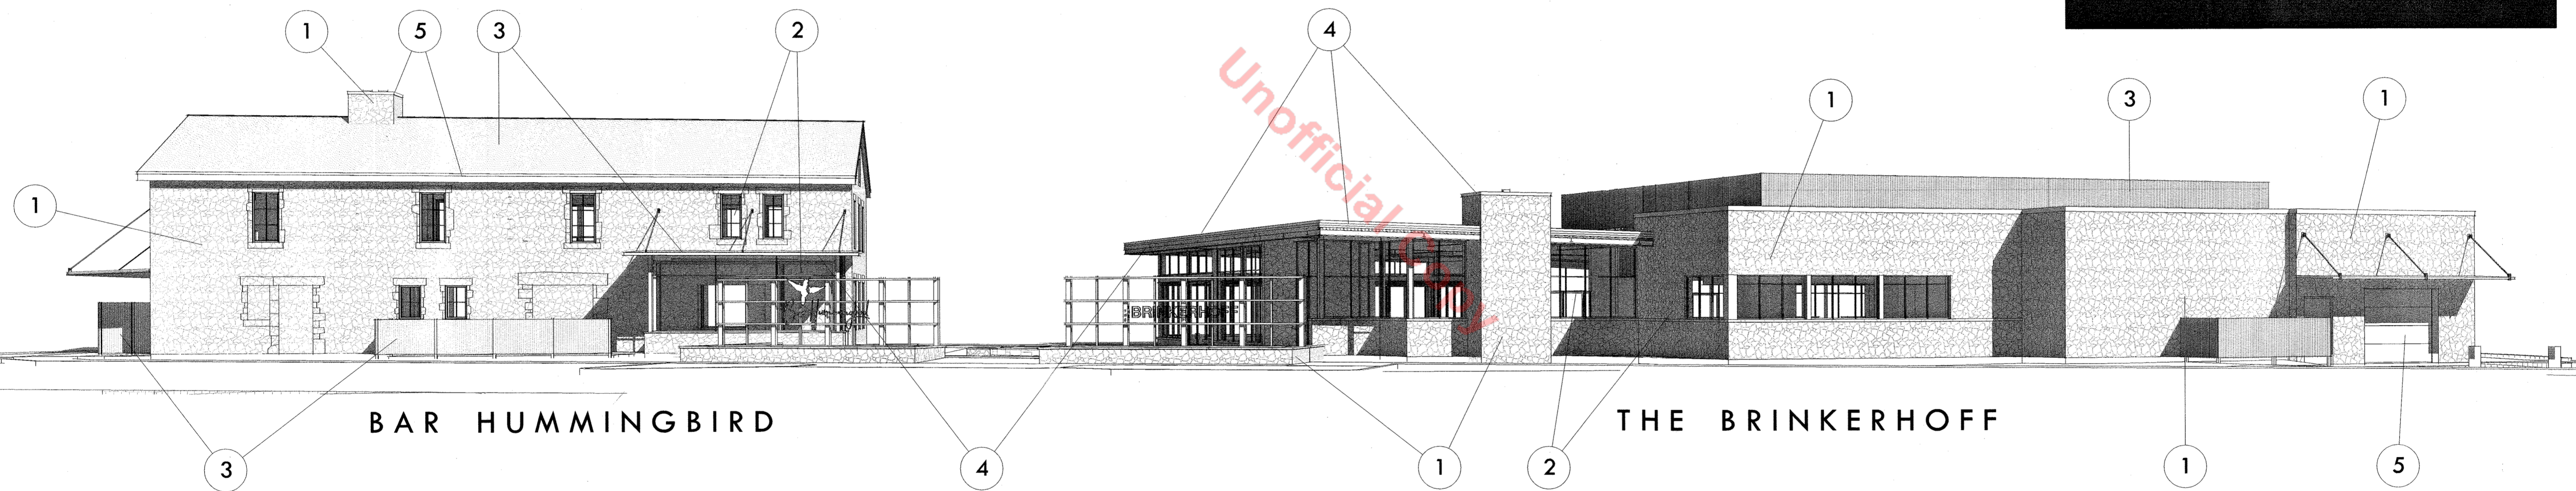 1 5 3 2 4
1 3 1
1
Unofficial Copy
BRINKERHOFF
BAR HUMMINGBIRD
THE BRINKERHOFF
3 4 1 2 1 5